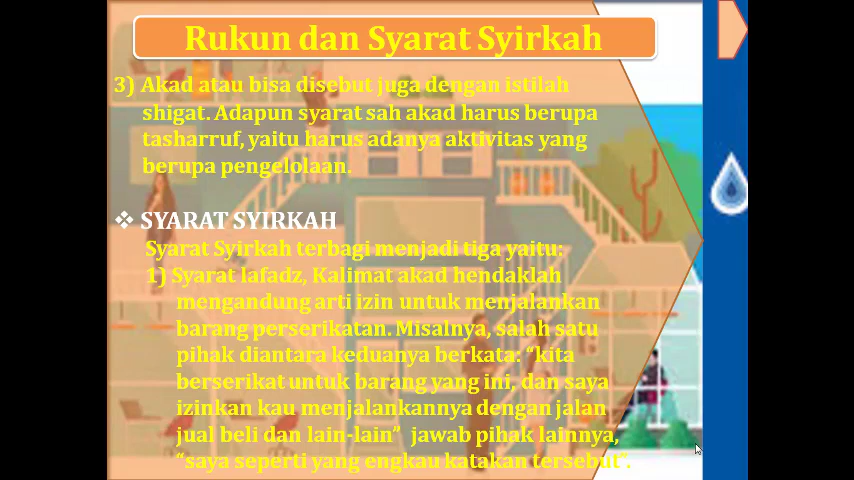 Rukun dan Syarat Syirkah
3) Akad atau bisa disebut juga dengan istilah
shigat. Adapun syarat sah akad harus berupa
tasharruf, yaitu harus adanya aktivitas yang
berupa pengelolaan.
❖ SYARAT SYIRKAH
Syarat Syirkah terbagi menjadi tiga yaitu:
1) Syarat lafadz, Kalimat akad hendaklah
mengandung arti izin untuk menjalankan
barang perserikatan. Misalnya, salah satu
pihak diantara keduanya berkata: “kita
berserikat untuk barang yang ini, dan saya
izinkan kau menjalankannya dengan jalan
jual beli dan lain-lain” jawab pihak lainnya,
“saya seperti yang engkau katakan tersebut”.